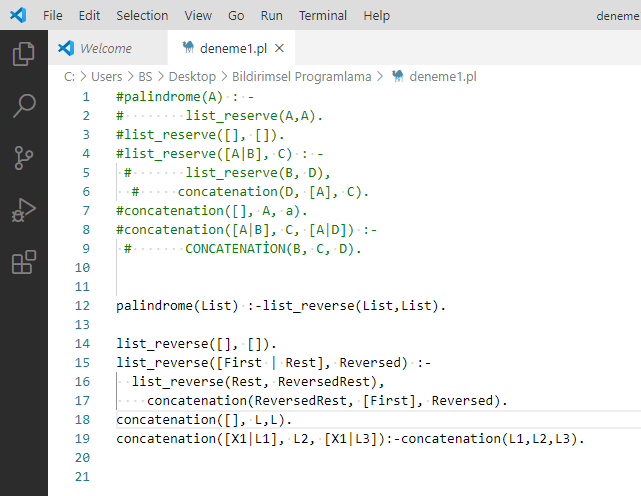 File Edit Selection View Go Run Terminal Help deneme
Welcome deneme1.pl ×
C: > Users > BS > Desktop > Bildirimsel Programlama > deneme1.pl
1 #palindrome(A) : -
2 # list_reserve(A,A).
3 #list_reserve([], []).
4 #list_reserve([A|B], C) : -
5 # list_reserve(B, D),
6 # concatenation(D, [A], C).
7 #concatenation([], A, a).
8 #concatenation([A|B], C, [A|D]) :-
9 # CONCATENATİON(B, C, D).
10
11
12 palindrome(List) :-list_reverse(List,List).
13
14 list_reverse([], []).
15 list_reverse([First | Rest], Reversed) :-
16 list_reverse(Rest, ReversedRest),
17 concatenation(ReversedRest, [First], Reversed).
18 concatenation([], L,L).
19 concatenation([X1|L1], L2, [X1|L3]):-concatenation(L1,L2,L3).
20
21